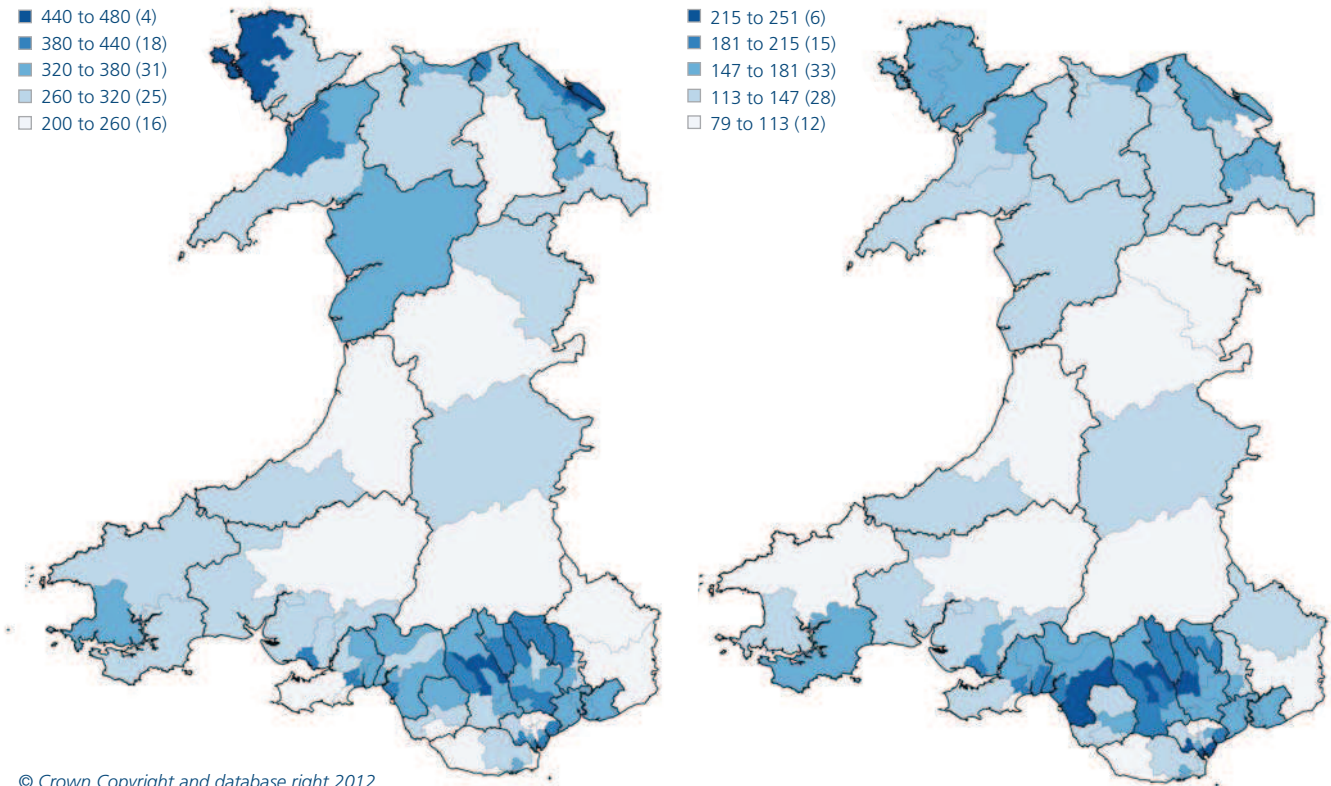 440 to 480 (4)
380 to 440 (18)
320 to 380 (31)
260 to 320 (25)
200 to 260 (16)
215 to 251 (6)
181 to 215 (15)
147 to 181 (33)
113 to 147 (28)
79 to 113 (12)
© Crown Copyright and database right 2012